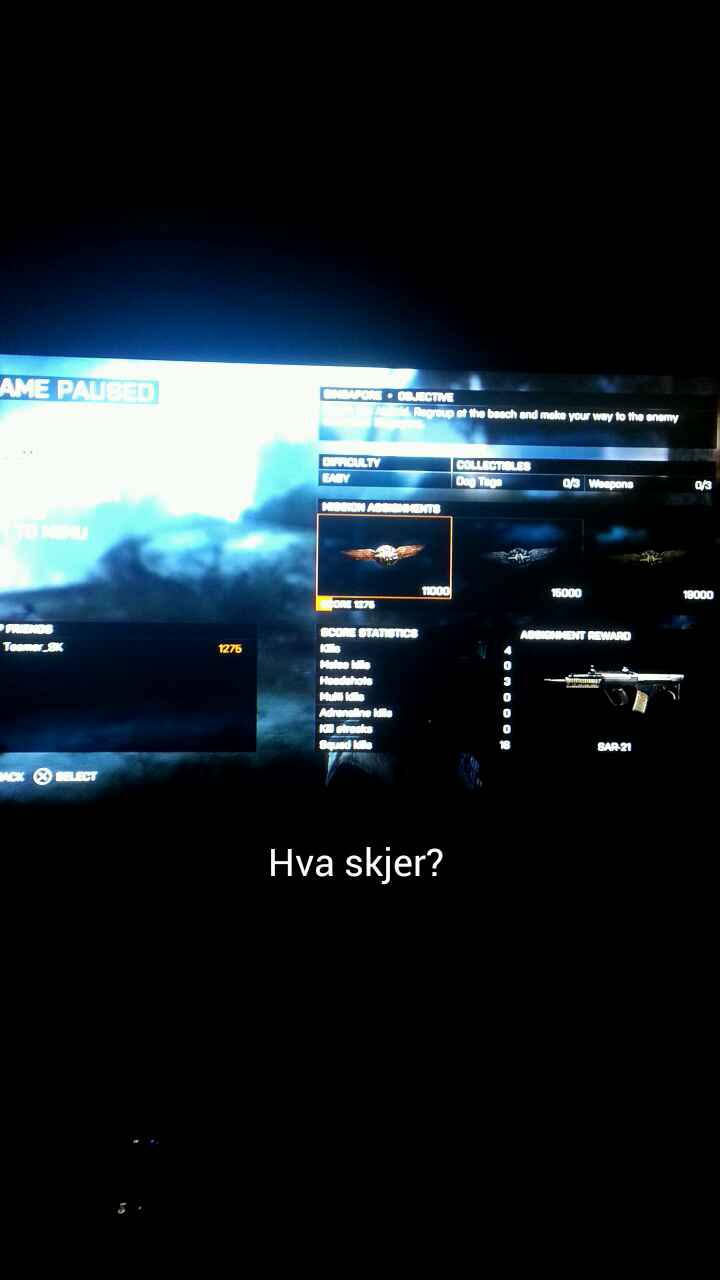 AME PAUSED
SINGAPORE • OBJECTIVE
Regroup at the beach and make your way to the enemy
DIFFICULTY
COLLECTIBLES
EASY
Dog Tags 0/3 Weapons 0/3
TO MENU
MISSION ASSIGNMENTS
11000
15000
18000
SCORE 1275
FRIENDS
Teamer_SK 1275
SCORE STATISTICS
ASSIGNMENT REWARD
Kills 4
Melee kills 0
Headshots 3
Multi kills 0
Adrenaline kills 0
Kill streaks 0
Squad kills 16
SAR-21
BACK SELECT
Hva skjer?